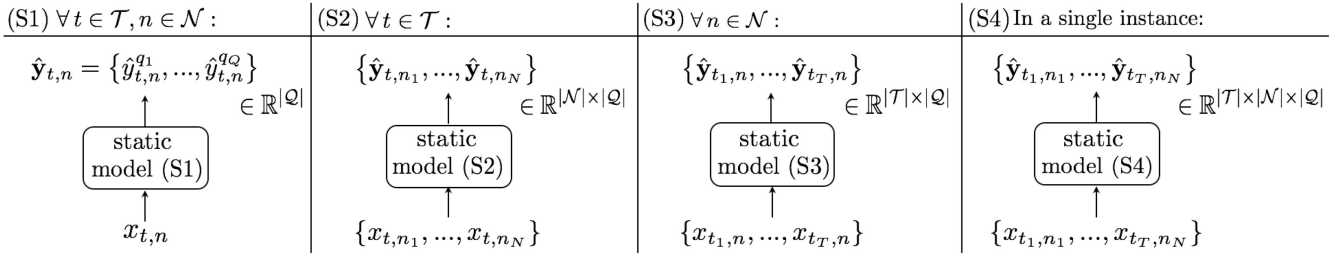 (S1) ∀ t ∈ 𝒯, n ∈ 𝒩 :
ŷ_{t,n} = {ŷ^{q_1}_{t,n}, ..., ŷ^{q_Q}_{t,n}}
∈ ℝ^{|𝒬|}
static
model (S1)
x_{t,n}
(S2) ∀ t ∈ 𝒯 :
{ŷ_{t,n_1}, ..., ŷ_{t,n_N}}
∈ ℝ^{|𝒩|×|𝒬|}
static
model (S2)
{x_{t,n_1}, ..., x_{t,n_N}}
(S3) ∀ n ∈ 𝒩 :
{ŷ_{t_1,n}, ..., ŷ_{t_T,n}}
∈ ℝ^{|𝒯|×|𝒬|}
static
model (S3)
{x_{t_1,n}, ..., x_{t_T,n}}
(S4) In a single instance:
{ŷ_{t_1,n_1}, ..., ŷ_{t_T,n_N}}
∈ ℝ^{|𝒯|×|𝒩|×|𝒬|}
static
model (S4)
{x_{t_1,n_1}, ..., x_{t_T,n_N}}